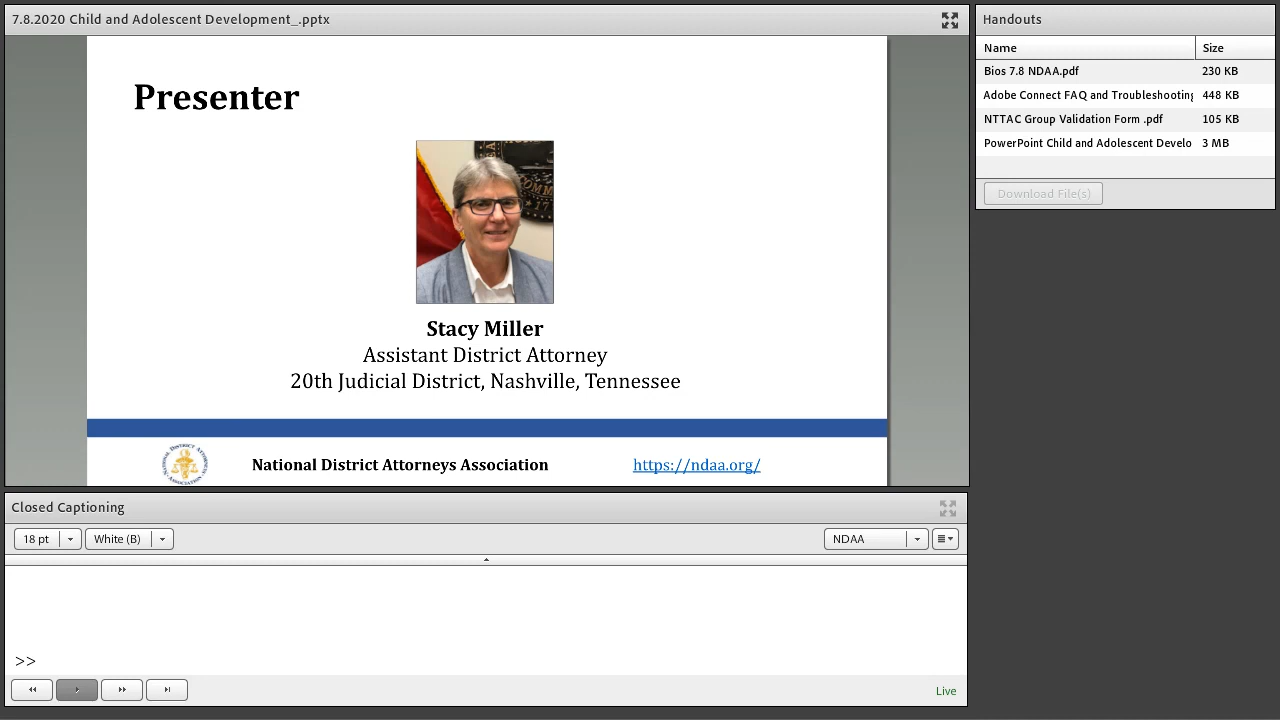 7.8.2020 Child and Adolescent Development_.pptx
Presenter
COMM
17
Stacy Miller
Assistant District Attorney
20th Judicial District, Nashville, Tennessee
National District Attorneys Association
https://ndaa.org/
Handouts
Name Size
Bios 7.8 NDAA.pdf 230 KB
Adobe Connect FAQ and Troubleshooting 448 KB
NTTAC Group Validation Form .pdf 105 KB
PowerPoint Child and Adolescent Develo 3 MB
Download File(s)
Closed Captioning
18 pt White (B) NDAA
>>
Live